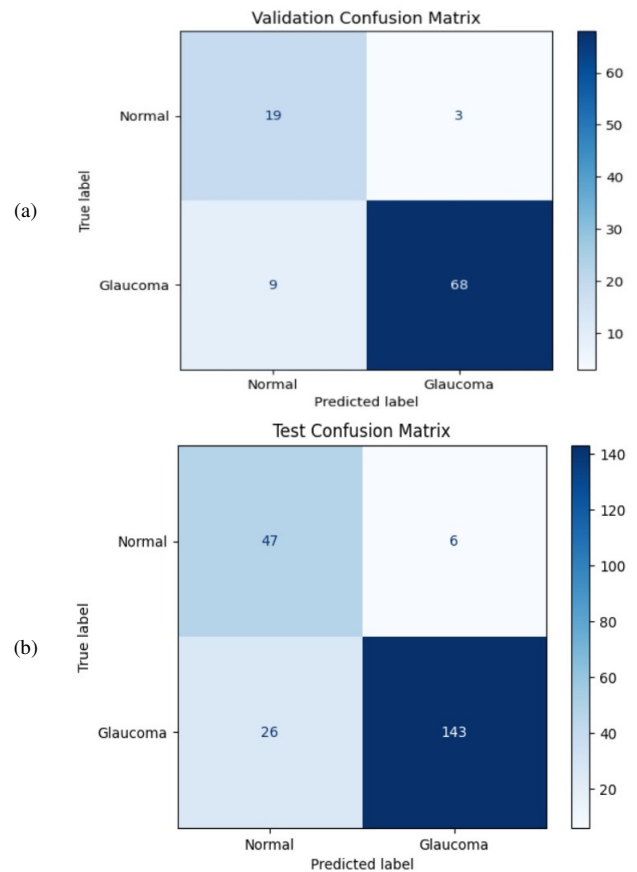 (a)
Validation Confusion Matrix
True label
Normal
19
3
60
50
40
30
20
10
Glaucoma
9
68
Normal
Glaucoma
Predicted label
(b)
Test Confusion Matrix
True label
Normal
47
6
140
120
100
80
60
40
20
Glaucoma
26
143
Normal
Glaucoma
Predicted label